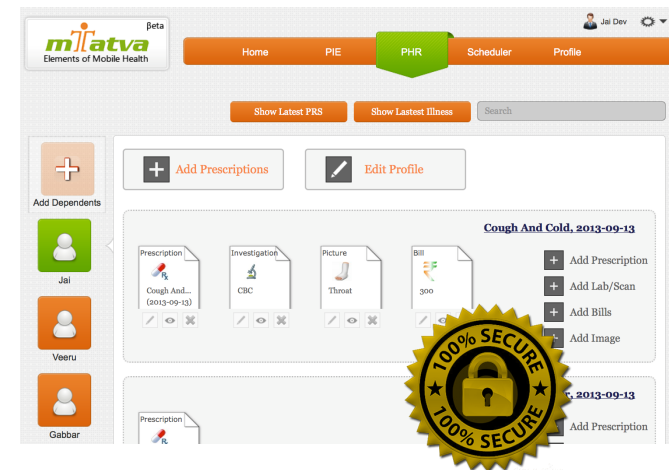 βeta
Jai Dev
mTatva
Elements of Mobile Health
Home PIE PHR Scheduler Profile
Show Latest PRS Show Lastest Illness Search
Add Prescriptions Edit Profile
Add Dependents
Cough And Cold, 2013-09-13
Prescription Investigation Picture Bill
Rx
Cough And... CBC Throat 300
(2013-09-13)
Add Prescription
Add Lab/Scan
Add Bills
Add Image
Jai
Veeru
Gabbar
100% SECURE
100% SECURE
, 2013-09-13
Prescription
Rx
Add Prescription